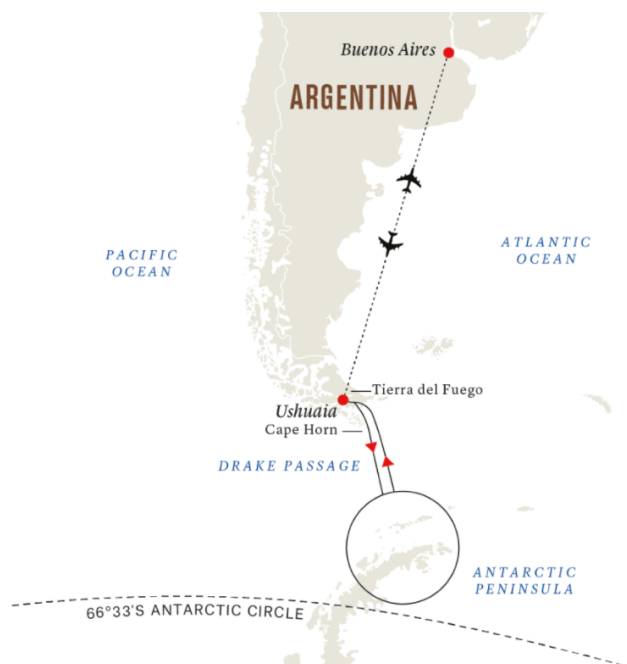 Buenos Aires
ARGENTINA
PACIFIC
OCEAN
ATLANTIC
OCEAN
Tierra del Fuego
Ushuaia
Cape Horn
DRAKE PASSAGE
ANTARCTIC
PENINSULA
66°33'S ANTARCTIC CIRCLE